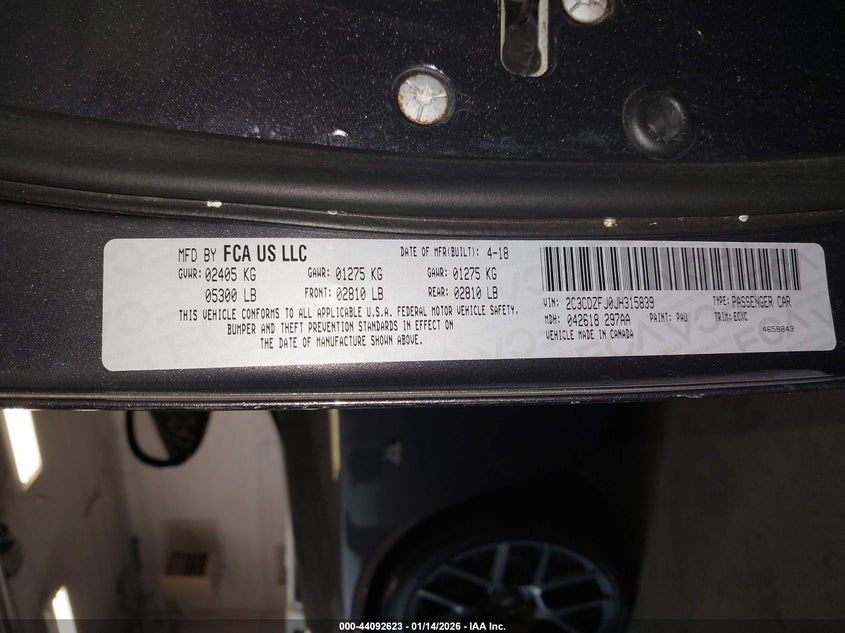 MFD BY FCA US LLC DATE OF MFR(BUILT): 4-18
GVWR: 02405 KG GAWR: 01275 KG GAWR: 01275 KG
05300 LB FRONT: 02810 LB REAR: 02810 LB
THIS VEHICLE CONFORMS TO ALL APPLICABLE U.S.A. FEDERAL MOTOR VEHICLE SAFETY,
BUMPER AND THEFT PREVENTION STANDARDS IN EFFECT ON
THE DATE OF MANUFACTURE SHOWN ABOVE.
VIN: 2C3CDZFJ0JH315839 TYPE: PASSENGER CAR
MDH: 042618 297AA PAINT: PAU TRIM: ECXC
VEHICLE MADE IN CANADA 4658843
000-44092623 - 01/14/2026 - IAA Inc.